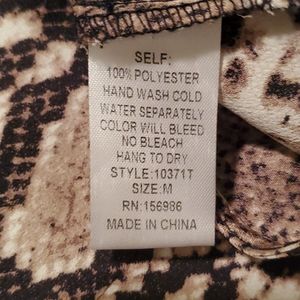 SELF:
100% POLYESTER
HAND WASH COLD
WATER SEPARATELY
COLOR WILL BLEED
NO BLEACH
HANG TO DRY
STYLE: 10371T
SIZE: M
RN: 156986
MADE IN CHINA